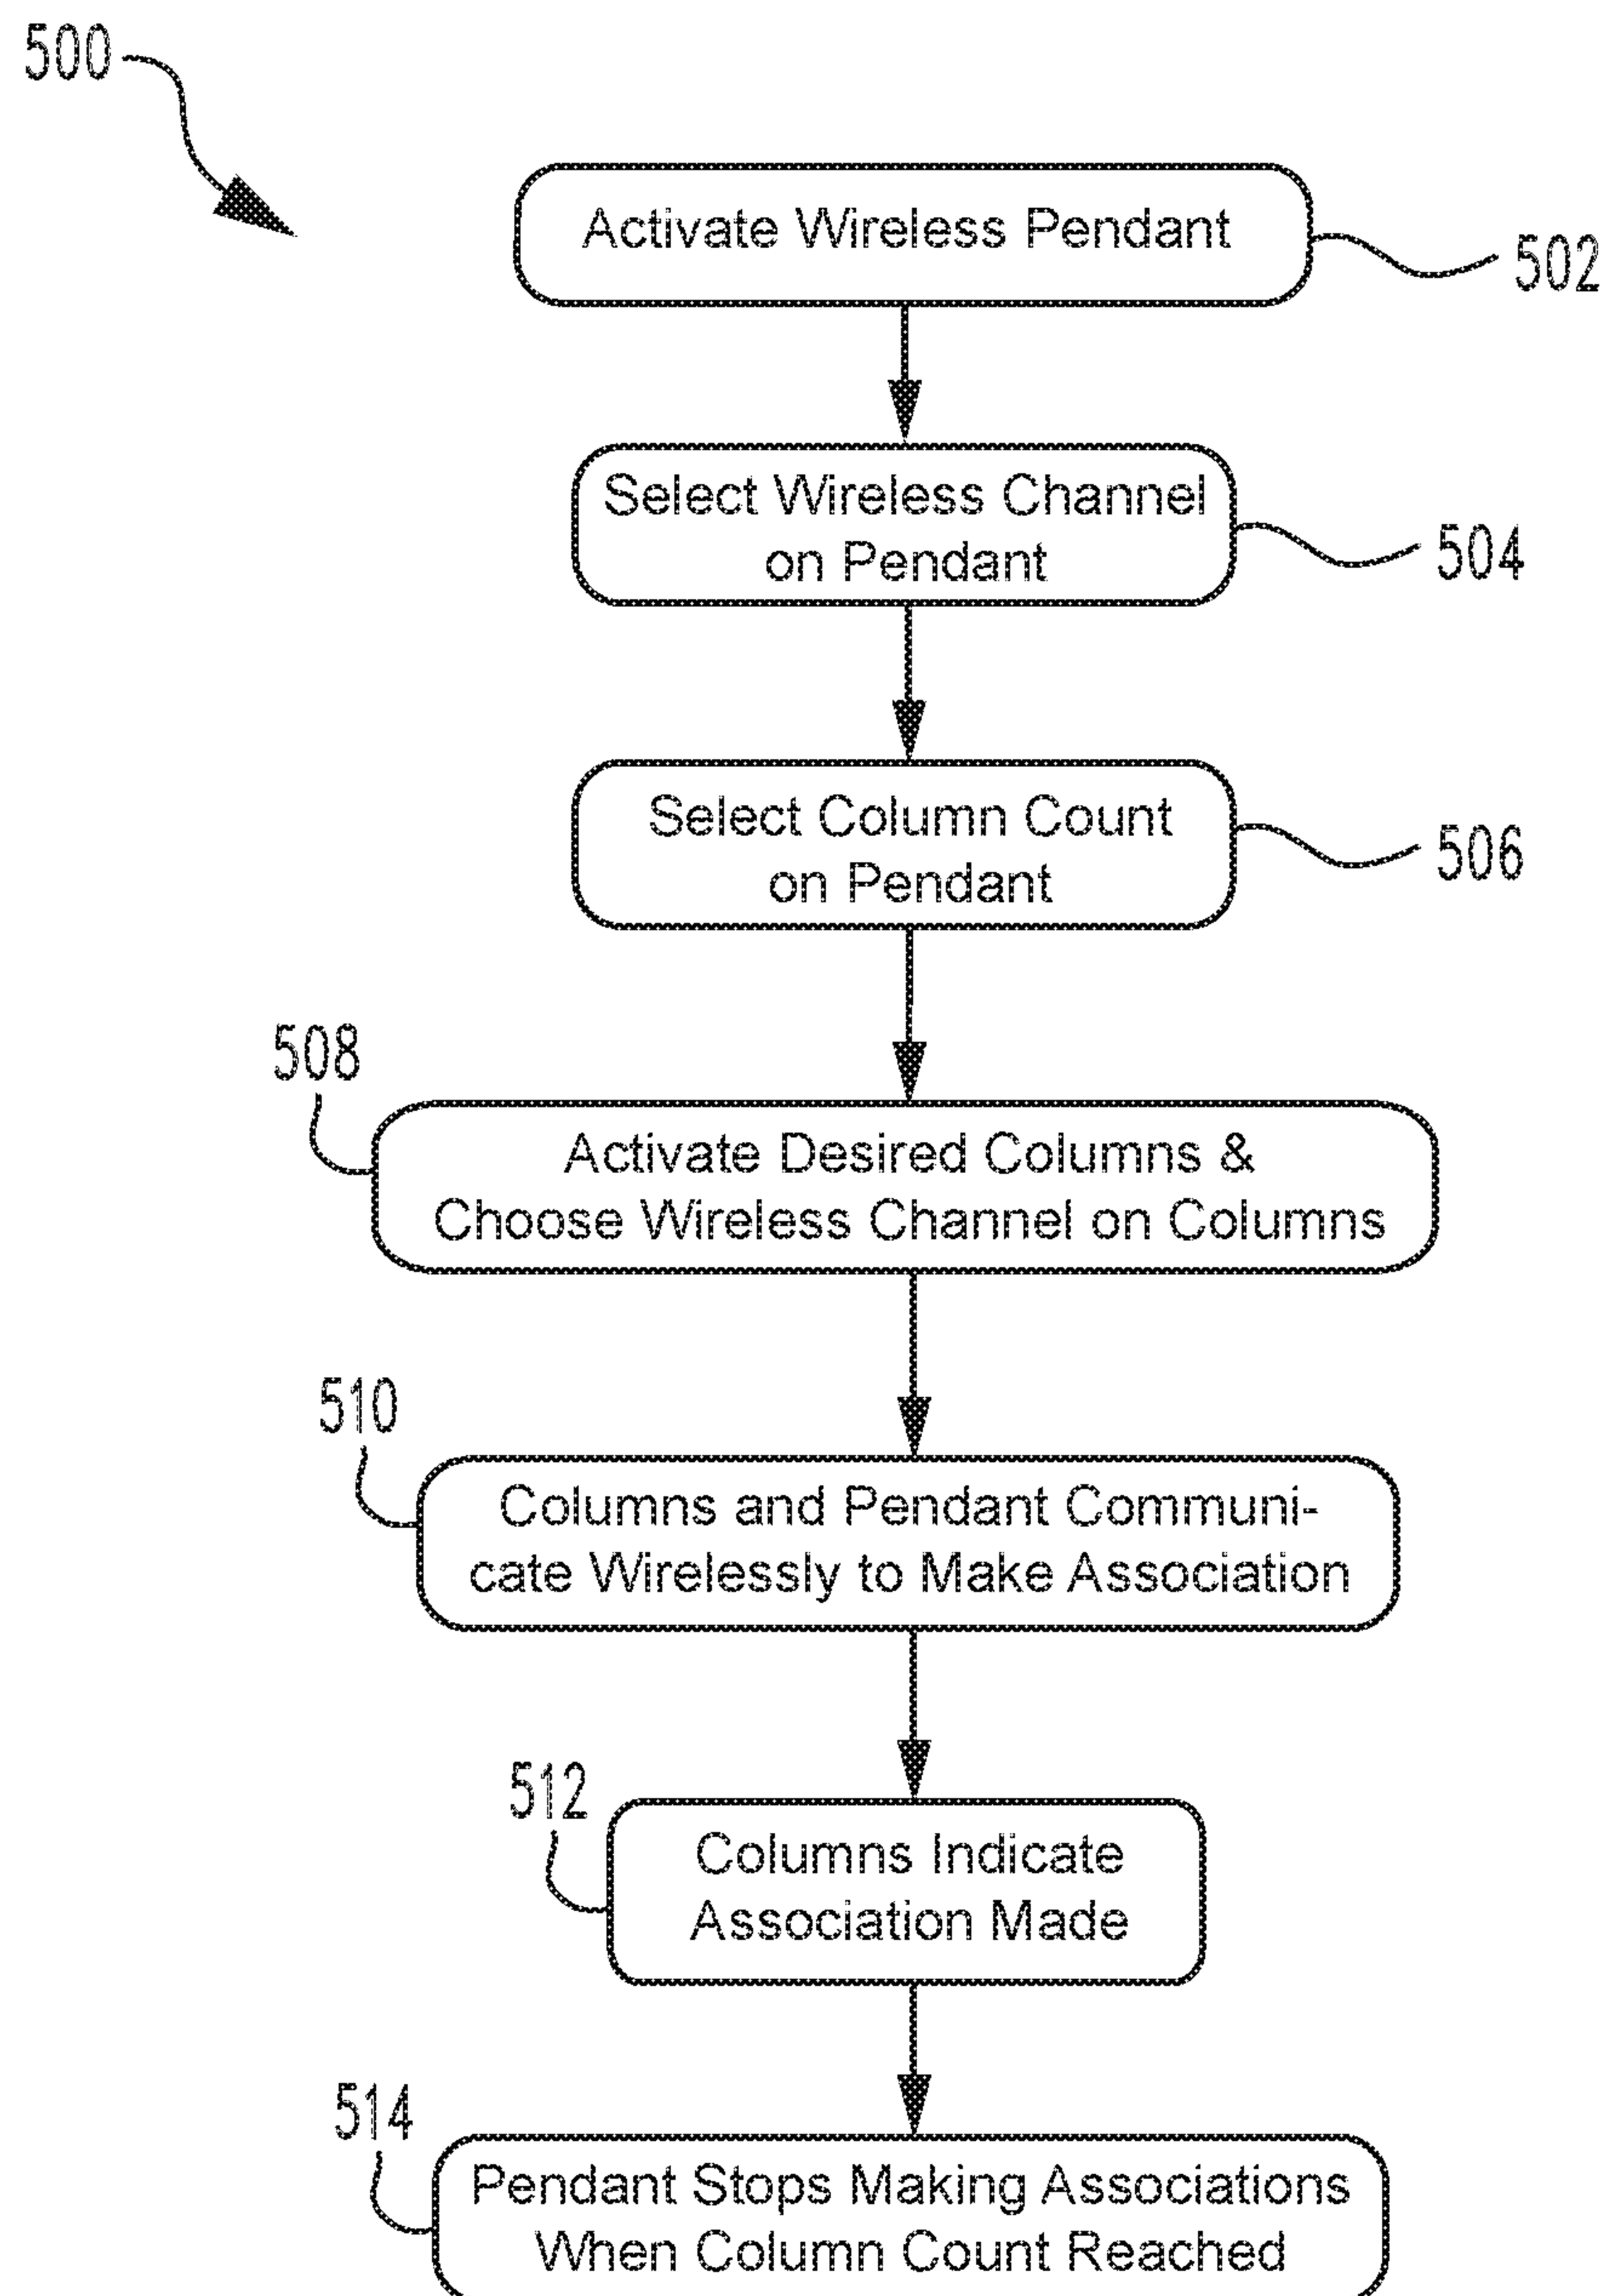 500
Activate Wireless Pendant
502
Select Wireless Channel
on Pendant
504
Select Column Count
on Pendant
506
508
Activate Desired Columns &
Choose Wireless Channel on Columns
510
Columns and Pendant Communi-
cate Wirelessly to Make Association
512
Columns Indicate
Association Made
514
Pendant Stops Making Associations
When Column Count Reached